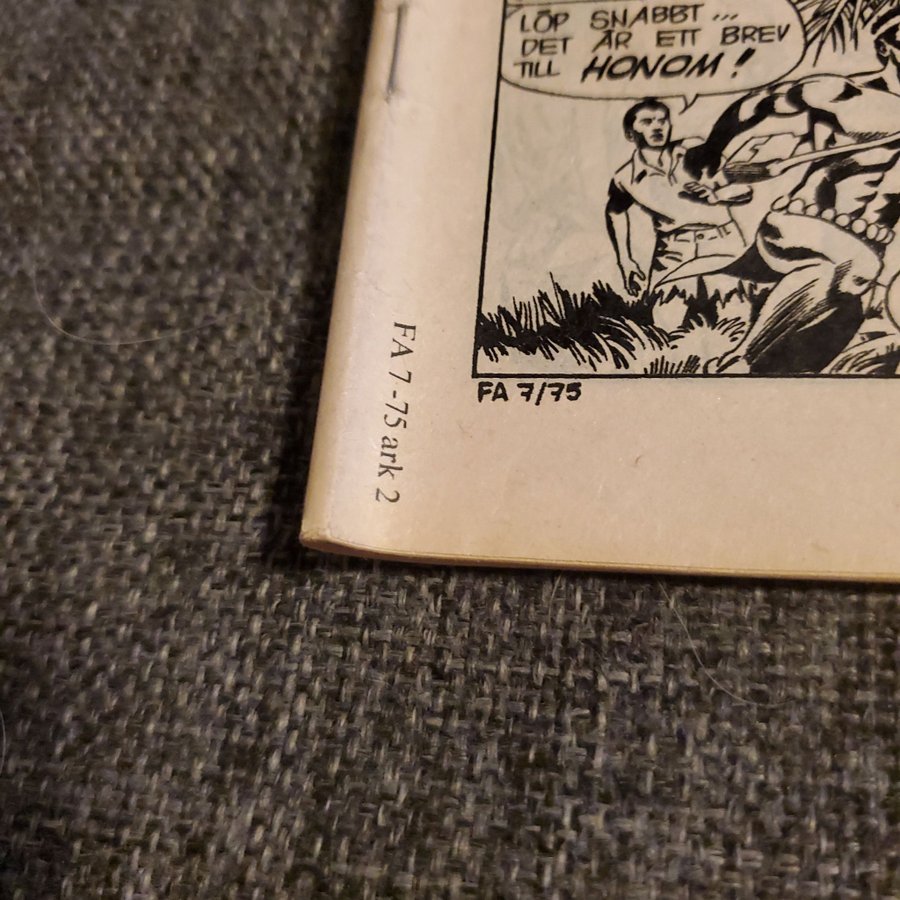 LÖP SNABBT...
DET ÄR ETT BREV
TILL HONOM!
FA 7/75
FA 7-75 ark 2